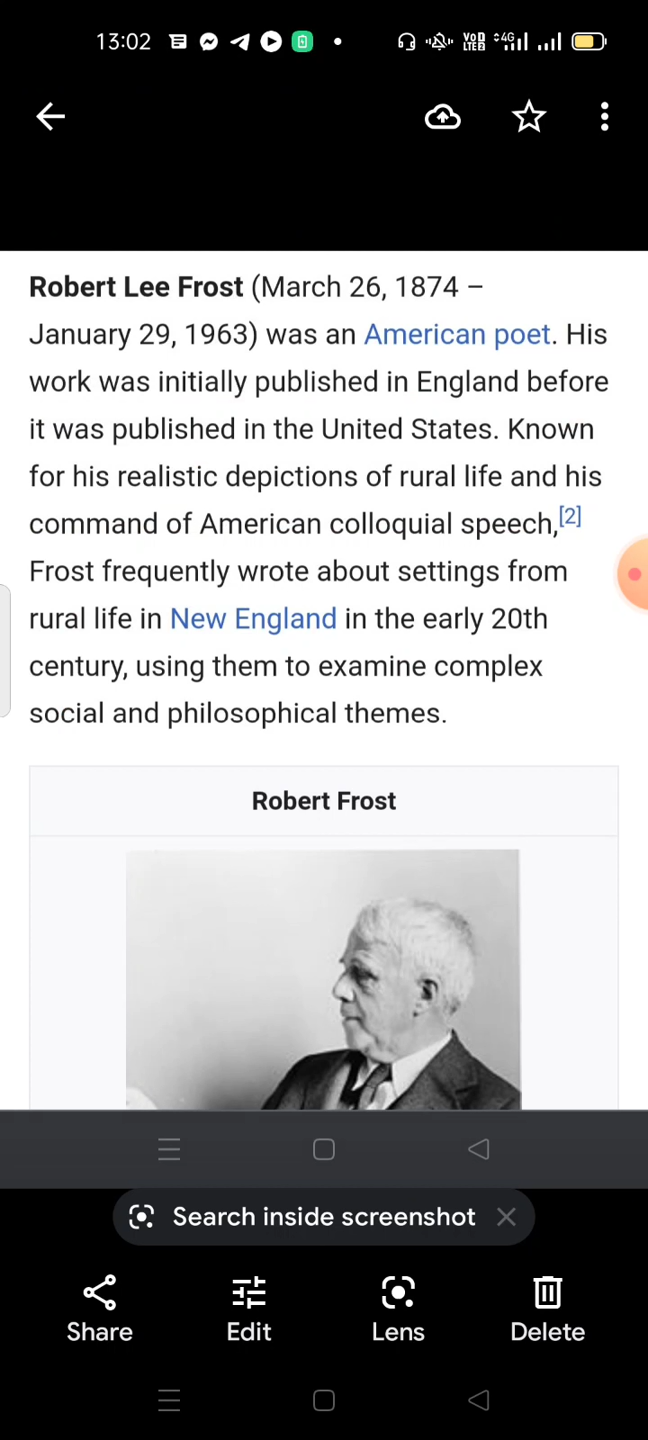 13:02 VoD LTE2 4G
Robert Lee Frost (March 26, 1874 –
January 29, 1963) was an American poet. His
work was initially published in England before
it was published in the United States. Known
for his realistic depictions of rural life and his
command of American colloquial speech,[2]
Frost frequently wrote about settings from
rural life in New England in the early 20th
century, using them to examine complex
social and philosophical themes.
Robert Frost
Search inside screenshot
Share Edit Lens Delete